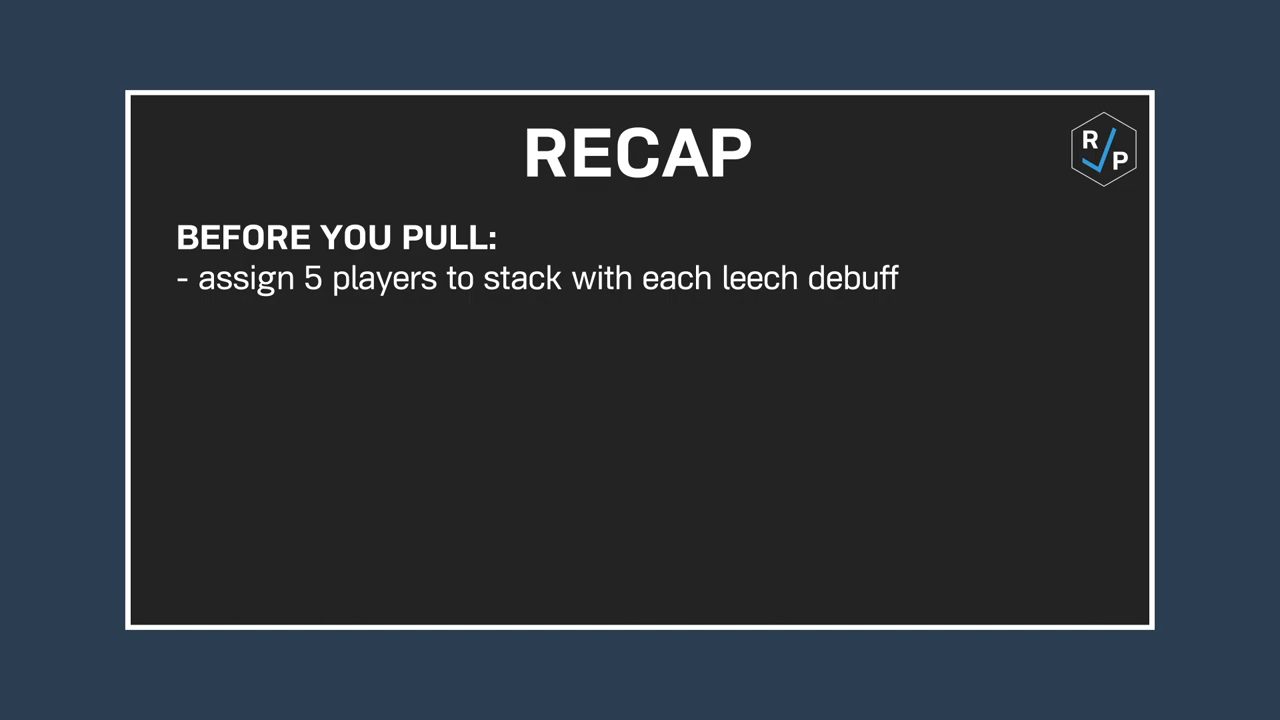 RECAP
R
P
BEFORE YOU PULL:
- assign 5 players to stack with each leech debuff